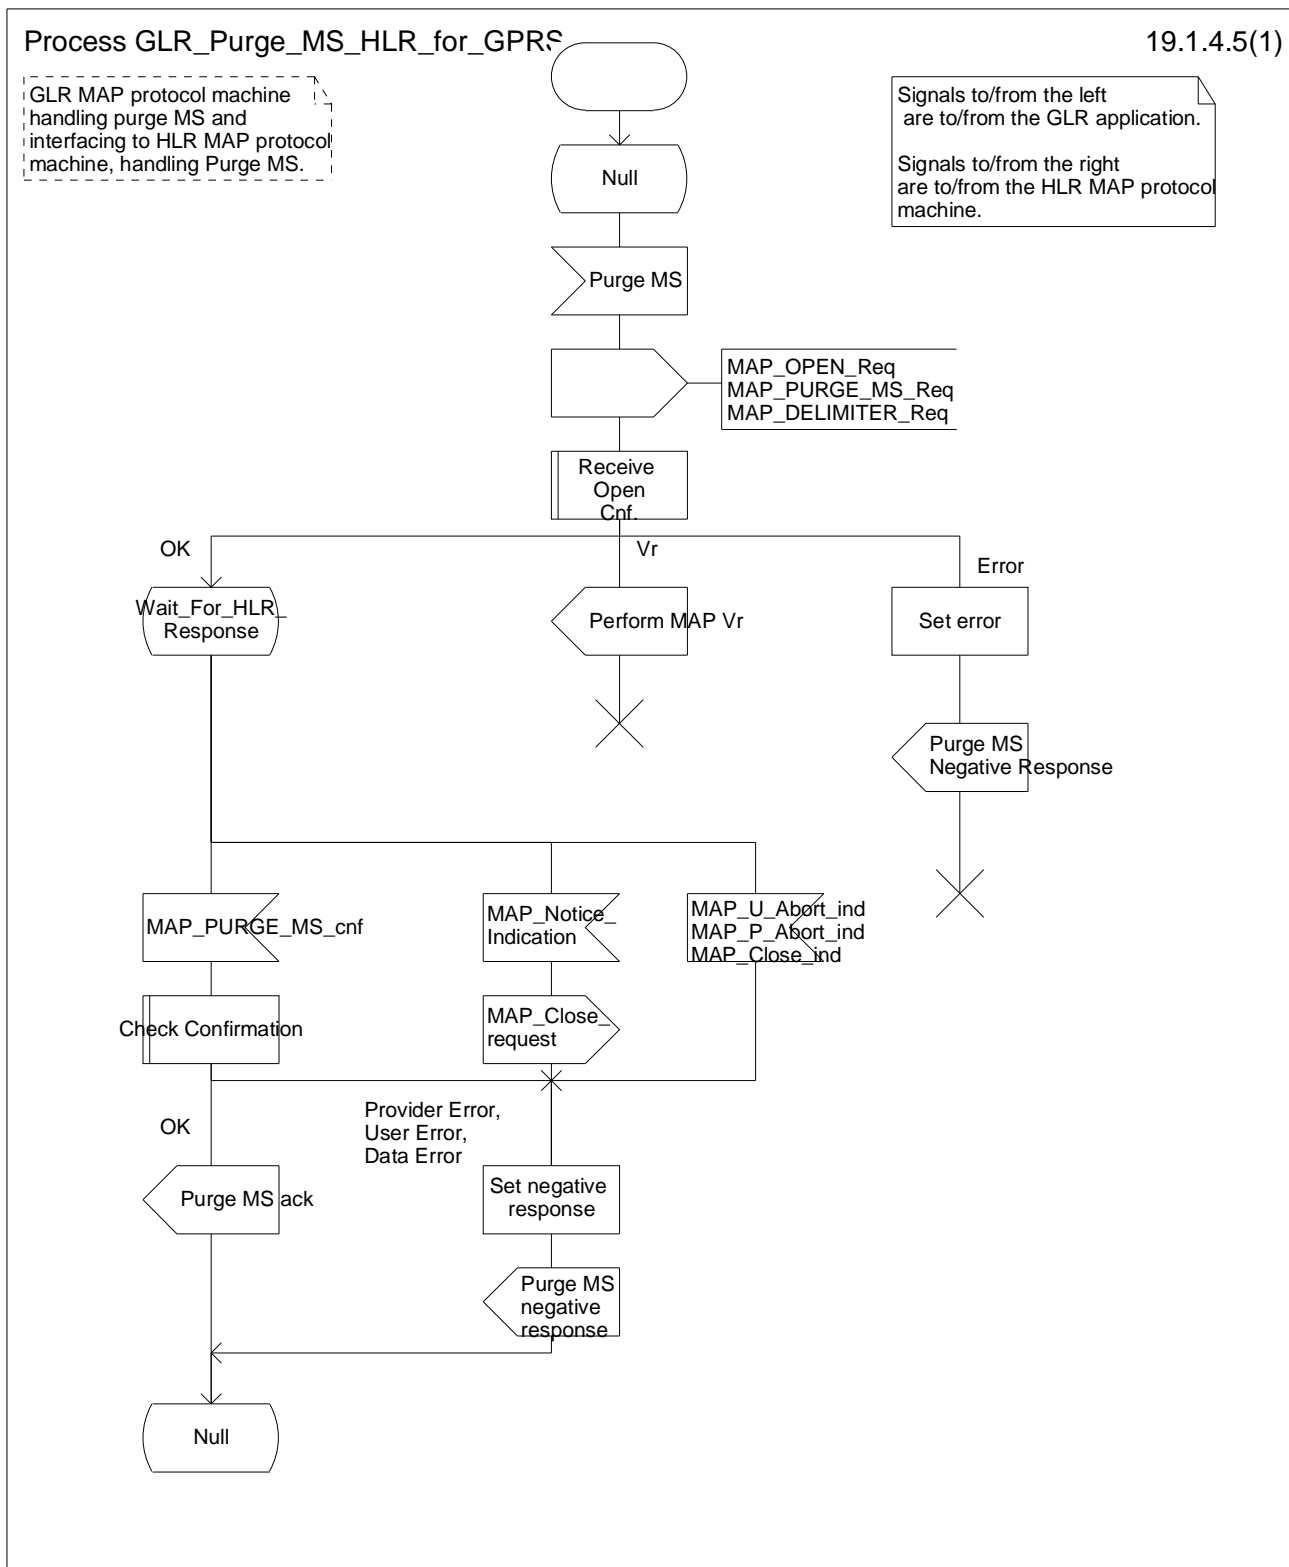 Process GLR_Purge_MS_HLR_for_GPRS
19.1.4.5(1)
GLR MAP protocol machine
handling purge MS and
interfacing to HLR MAP protocol
machine, handling Purge MS.
Signals to/from the left
are to/from the GLR application.
Signals to/from the right
are to/from the HLR MAP protocol
machine.
Null
Purge MS
MAP_OPEN_Req
MAP_PURGE_MS_Req
MAP_DELIMITER_Req
Receive
Open
Cnf.
OK
Vr
Error
Wait_For_HLR_
Response
Perform MAP Vr
Set error
Purge MS
Negative Response
MAP_PURGE_MS_cnf
MAP_Notice_
Indication
MAP_U_Abort_ind
MAP_P_Abort_ind
MAP_Close_ind
Check Confirmation
MAP_Close_
request
OK
Provider Error,
User Error,
Data Error
Purge MS ack
Set negative
response
Purge MS
negative
response
Null